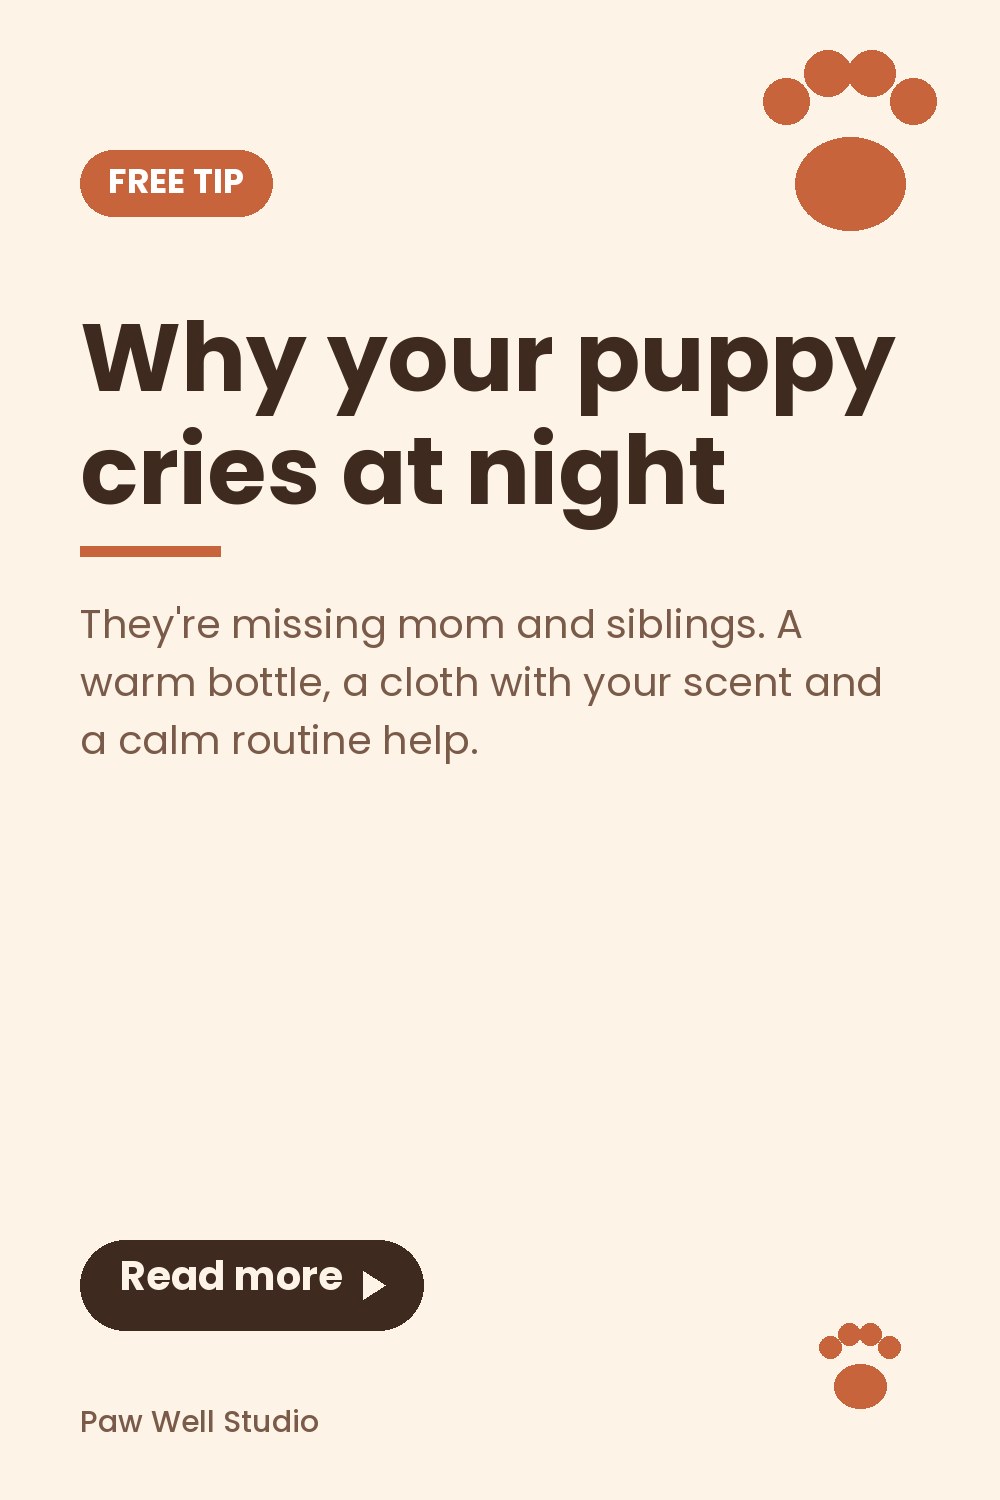 FREE TIP
Why your puppy
cries at night
They're missing mom and siblings. A
warm bottle, a cloth with your scent and
a calm routine help.
Read more
Paw Well Studio